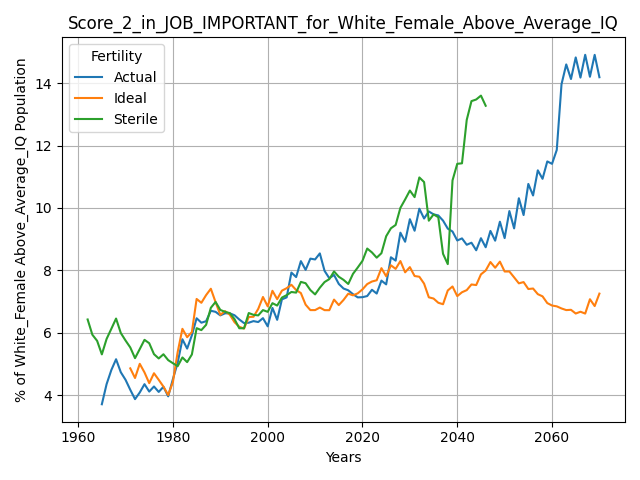 Score_2_in_JOB_IMPORTANT_for_White_Female_Above_Average_IQ
% of White_Female Above_Average_IQ Population
Fertility
Actual
Ideal
Sterile
14
12
10
8
6
4
1960
1980
2000
2020
2040
2060
Years